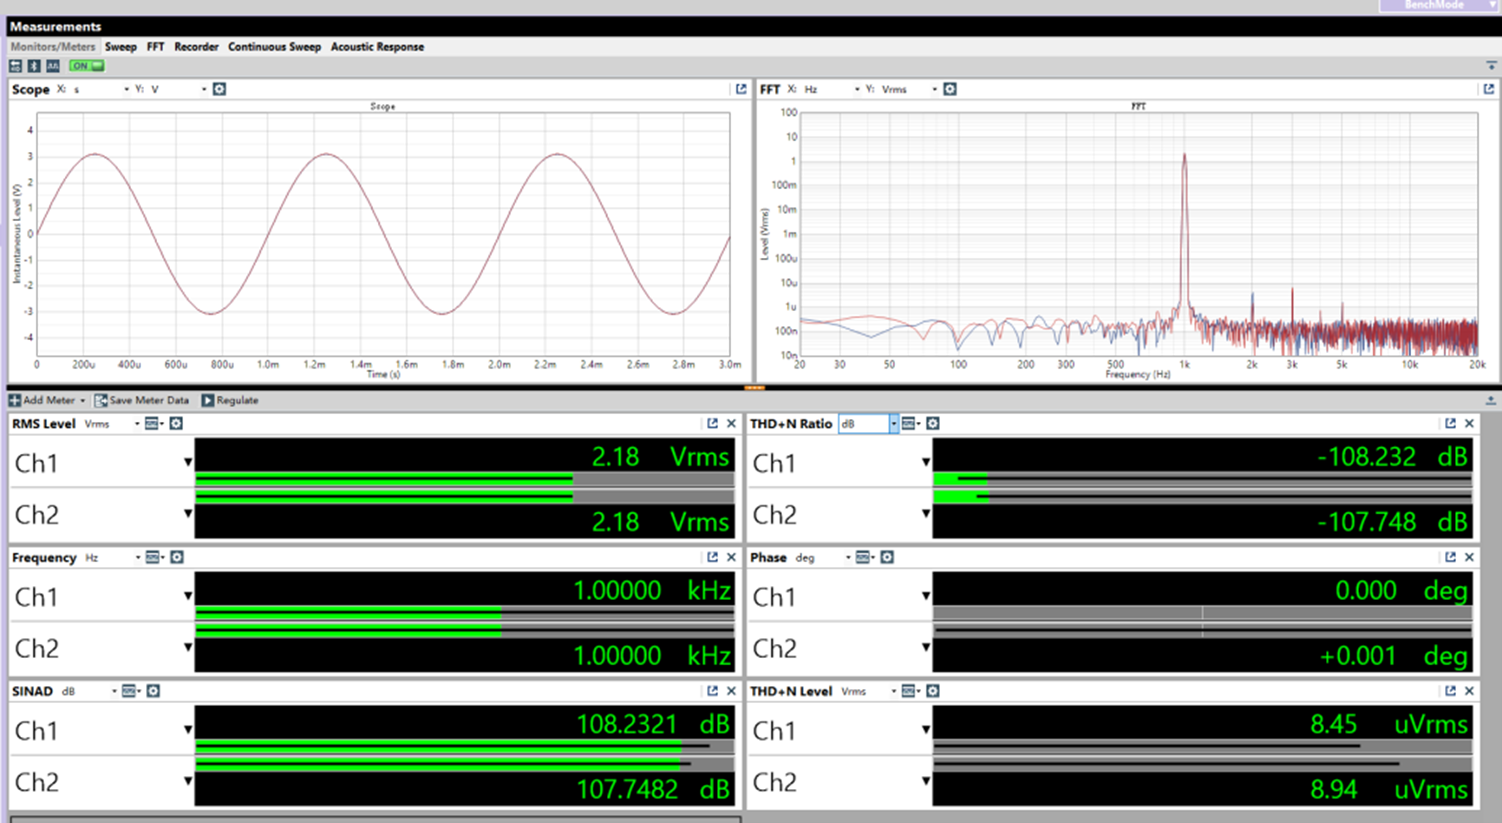 BenchMode
Measurements
Monitors/Meters Sweep FFT Recorder Continuous Sweep Acoustic Response
ON
Scope X: s Y: V
Scope
Instantaneous Level (V)
4
3
2
1
0
-1
-2
-3
-4
0 200u 400u 600u 800u 1.0m 1.2m 1.4m 1.6m 1.8m 2.0m 2.2m 2.4m 2.6m 2.8m 3.0m
Time (s)
FFT X: Hz Y: Vrms
FFT
Level (Vrms)
100
10
1
100m
10m
1m
100u
10u
1u
100n
10n
20 30 50 100 200 300 500 1k 2k 3k 5k 10k 20k
Frequency (Hz)
Add Meter Save Meter Data Regulate
RMS Level Vrms
Ch1 2.18 Vrms
Ch2 2.18 Vrms
THD+N Ratio dB
Ch1 -108.232 dB
Ch2 -107.748 dB
Frequency Hz
Ch1 1.00000 kHz
Ch2 1.00000 kHz
Phase deg
Ch1 0.000 deg
Ch2 +0.001 deg
SINAD dB
Ch1 108.2321 dB
Ch2 107.7482 dB
THD+N Level Vrms
Ch1 8.45 uVrms
Ch2 8.94 uVrms